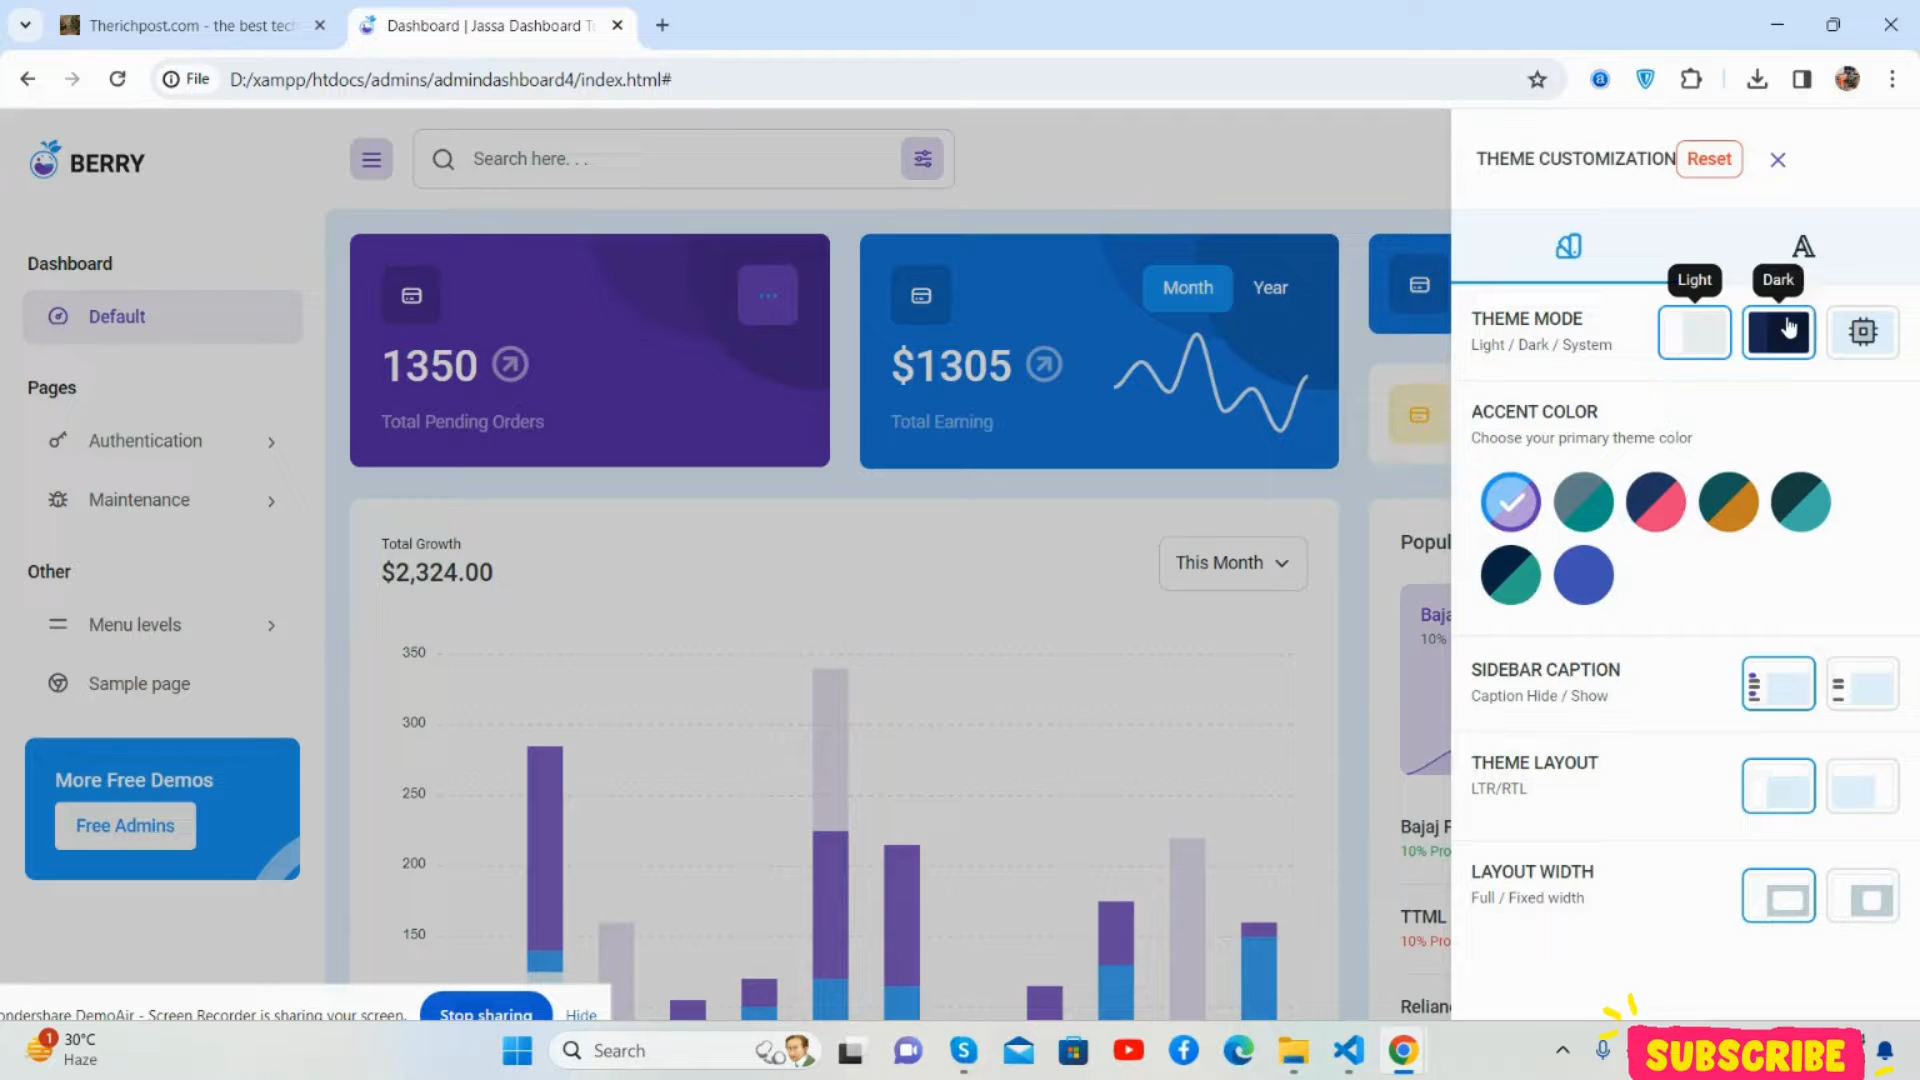 Therichpost.com - the best tec
Dashboard | Jassa Dashboard T
File
D:/xampp/htdocs/admins/admindashboard4/index.html#
BERRY
Search here. . .
THEME CUSTOMIZATION
Reset
Dashboard
Default
Pages
Authentication
Maintenance
Other
Menu levels
Sample page
More Free Demos
Free Admins
1350
Total Pending Orders
Month
Year
$1305
Total Earning
Total Growth
$2,324.00
This Month
350
300
250
200
150
Popul
Baja
10%
Bajaj F
10% Pro
TTML
10% Pro
Relian
Light
Dark
THEME MODE
Light / Dark / System
ACCENT COLOR
Choose your primary theme color
SIDEBAR CAPTION
Caption Hide / Show
THEME LAYOUT
LTR/RTL
LAYOUT WIDTH
Full / Fixed width
ondershare DemoAir - Screen Recorder is sharing your screen.
Stop sharing
Hide
1
30°C
Haze
Search
SUBSCRIBE